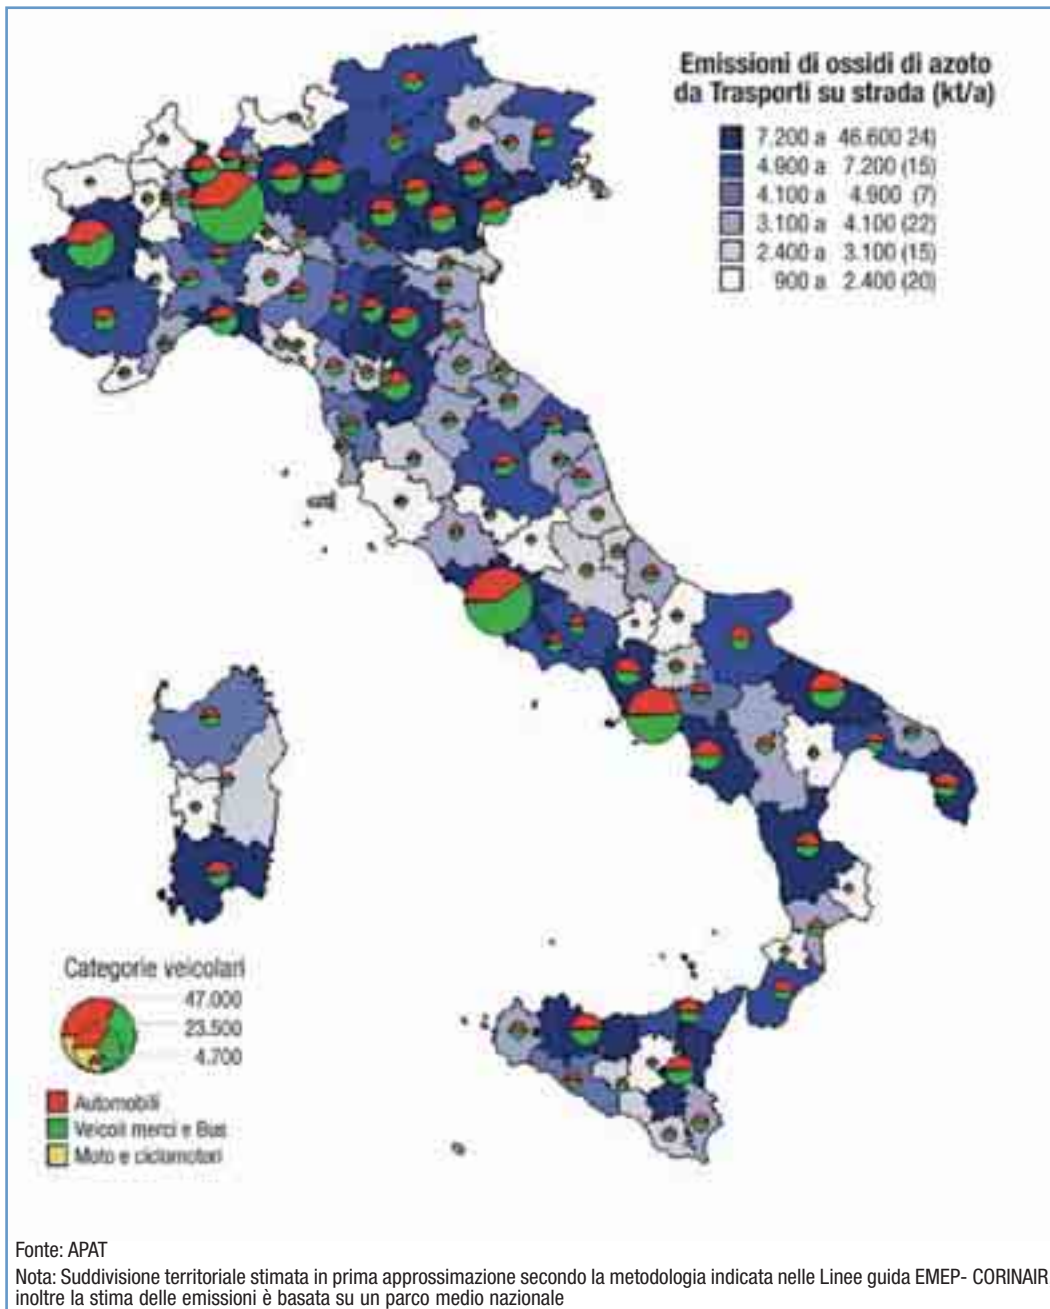 Emissioni di ossidi di azoto
da Trasporti su strada (kt/a)
7.200 a 46.600 24)
4.900 a 7.200 (15)
4.100 a 4.900 (7)
3.100 a 4.100 (22)
2.400 a 3.100 (15)
900 a 2.400 (20)
Categorie veicolari
47.000
23.500
4.700
Automobili
Veicoli merci e Bus
Moto e ciclomotori
Fonte: APAT
Nota: Suddivisione territoriale stimata in prima approssimazione secondo la metodologia indicata nelle Linee guida EMEP- CORINAIR
inoltre la stima delle emissioni è basata su un parco medio nazionale